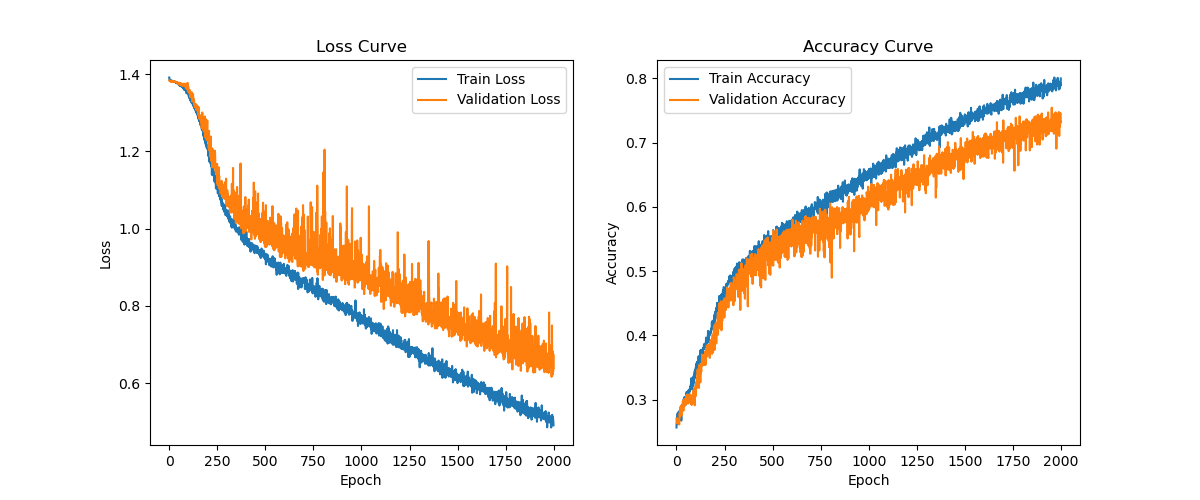 Loss Curve
Train Loss
Validation Loss
1.4
1.2
1.0
0.8
0.6
Loss
0 250 500 750 1000 1250 1500 1750 2000
Epoch
Accuracy Curve
Train Accuracy
Validation Accuracy
0.8
0.7
0.6
0.5
0.4
0.3
Accuracy
0 250 500 750 1000 1250 1500 1750 2000
Epoch